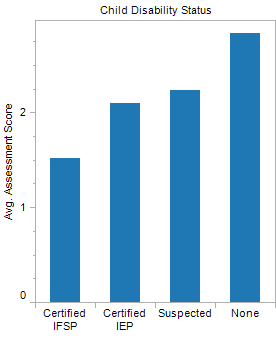 Child Disability Status
Avg. Assessment Score
2
1
0
Certified IFSP
Certified IEP
Suspected
None